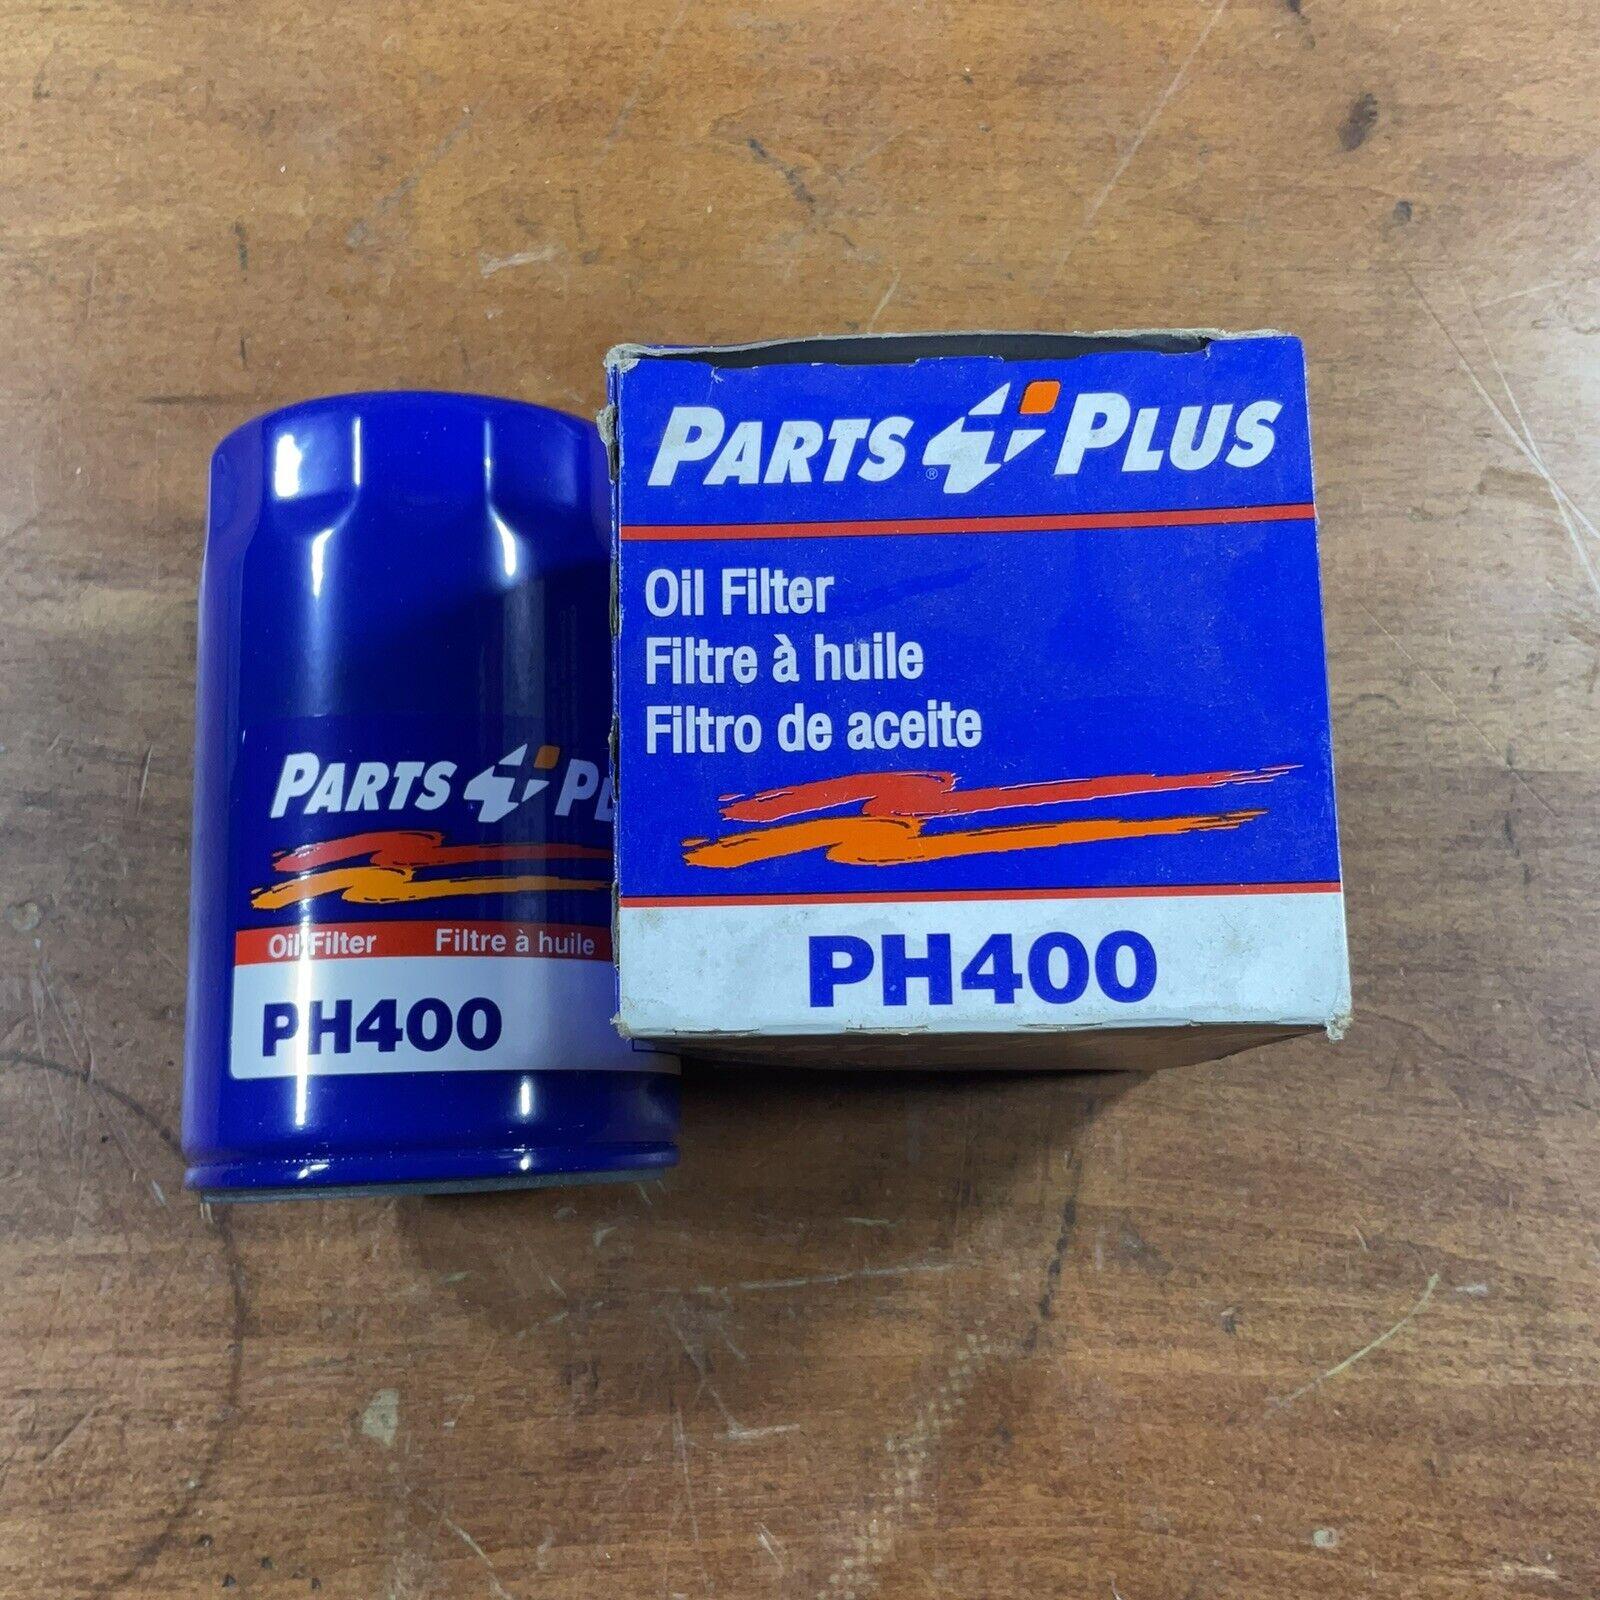 PARTS PLUS
Oil Filter
Filtre à huile
Filtro de aceite
PH400
PARTS
Oil Filter Filtre à huile
PH400